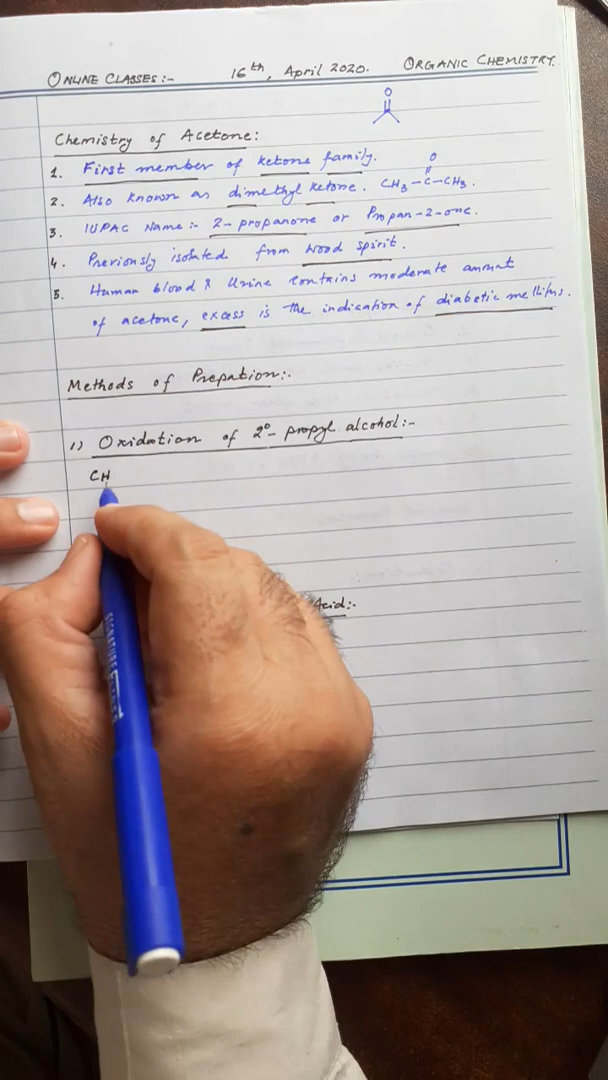 ONLINE CLASSES:- 16th, April 2020. ORGANIC CHEMISTRY.
O
Chemistry of Acetone:
1. First member of ketone family.
O
2. Also known as dimethyl ketone. CH3-C-CH3.
3. IUPAC Name:- 2-propanone or Propan-2-one.
4. Previously isolated from wood spirit.
5. Human blood & Urine contains moderate amount
of acetone, excess is the indication of diabetic mellitus.
Methods of Prepation:-
1) Oxidation of 2°- propyl alcohol:-
CH
Acid:-